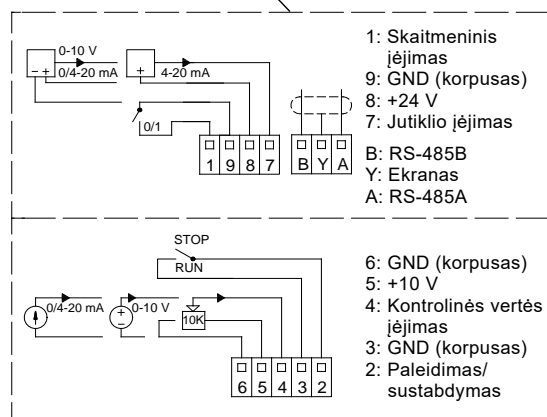 0-10 V
− +
0/4-20 mA
+
4-20 mA
0/1
1 9 8 7
B Y A
1: Skaitmeninis
įėjimas
9: GND (korpusas)
8: +24 V
7: Jutiklio įėjimas
B: RS-485B
Y: Ekranas
A: RS-485A
STOP
RUN
0/4-20 mA
+
−
0-10 V
10K
6 5 4 3 2
6: GND (korpusas)
5: +10 V
4: Kontrolinės vertės
įėjimas
3: GND (korpusas)
2: Paleidimas/
sustabdymas